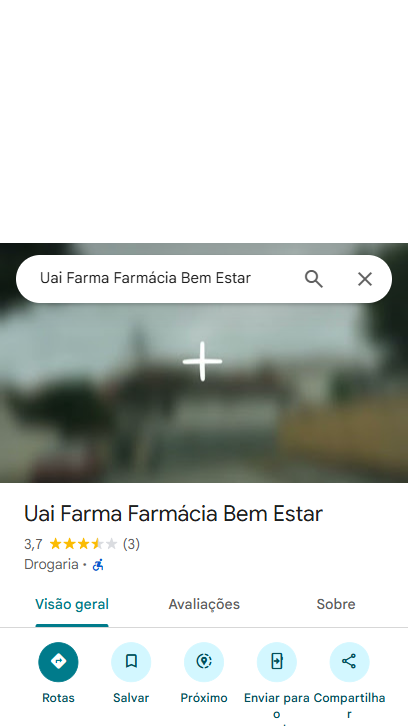 Uai Farma Farmácia Bem Estar
Uai Farma Farmácia Bem Estar
3,7 (3)
Drogaria ·
Visão geral Avaliações Sobre
Rotas Salvar Próximo Enviar para o Compartilhar